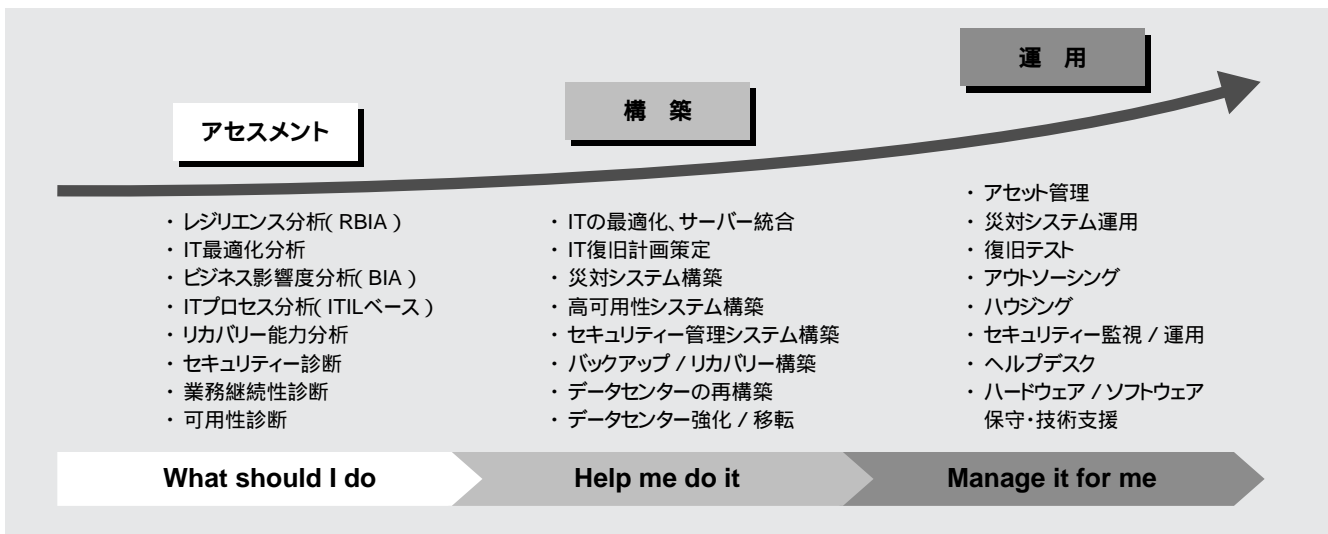 アセスメント
・ レジリエンス分析( RBIA )
・ IT最適化分析
・ ビジネス影響度分析( BIA )
・ ITプロセス分析( ITILベース )
・ リカバリー能力分析
・ セキュリティー診断
・ 業務継続性診断
・ 可用性診断
What should I do
構 築
・ ITの最適化、サーバー統合
・ IT復旧計画策定
・ 災対システム構築
・ 高可用性システム構築
・ セキュリティー管理システム構築
・ バックアップ / リカバリー構築
・ データセンターの再構築
・ データセンター強化 / 移転
Help me do it
運 用
・ アセット管理
・ 災対システム運用
・ 復旧テスト
・ アウトソーシング
・ ハウジング
・ セキュリティー監視 / 運用
・ ヘルプデスク
・ ハードウェア / ソフトウェア
保守・技術支援
Manage it for me